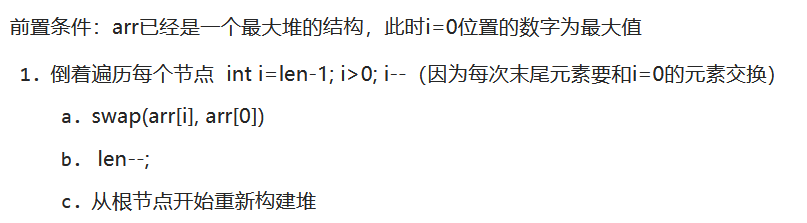 前置条件：arr已经是一个最大堆的结构，此时i=0位置的数字为最大值
1. 倒着遍历每个节点 int i=len-1; i>0; i--（因为每次末尾元素要和i=0的元素交换）
a. swap(arr[i], arr[0])
b. len--;
c. 从根节点开始重新构建堆